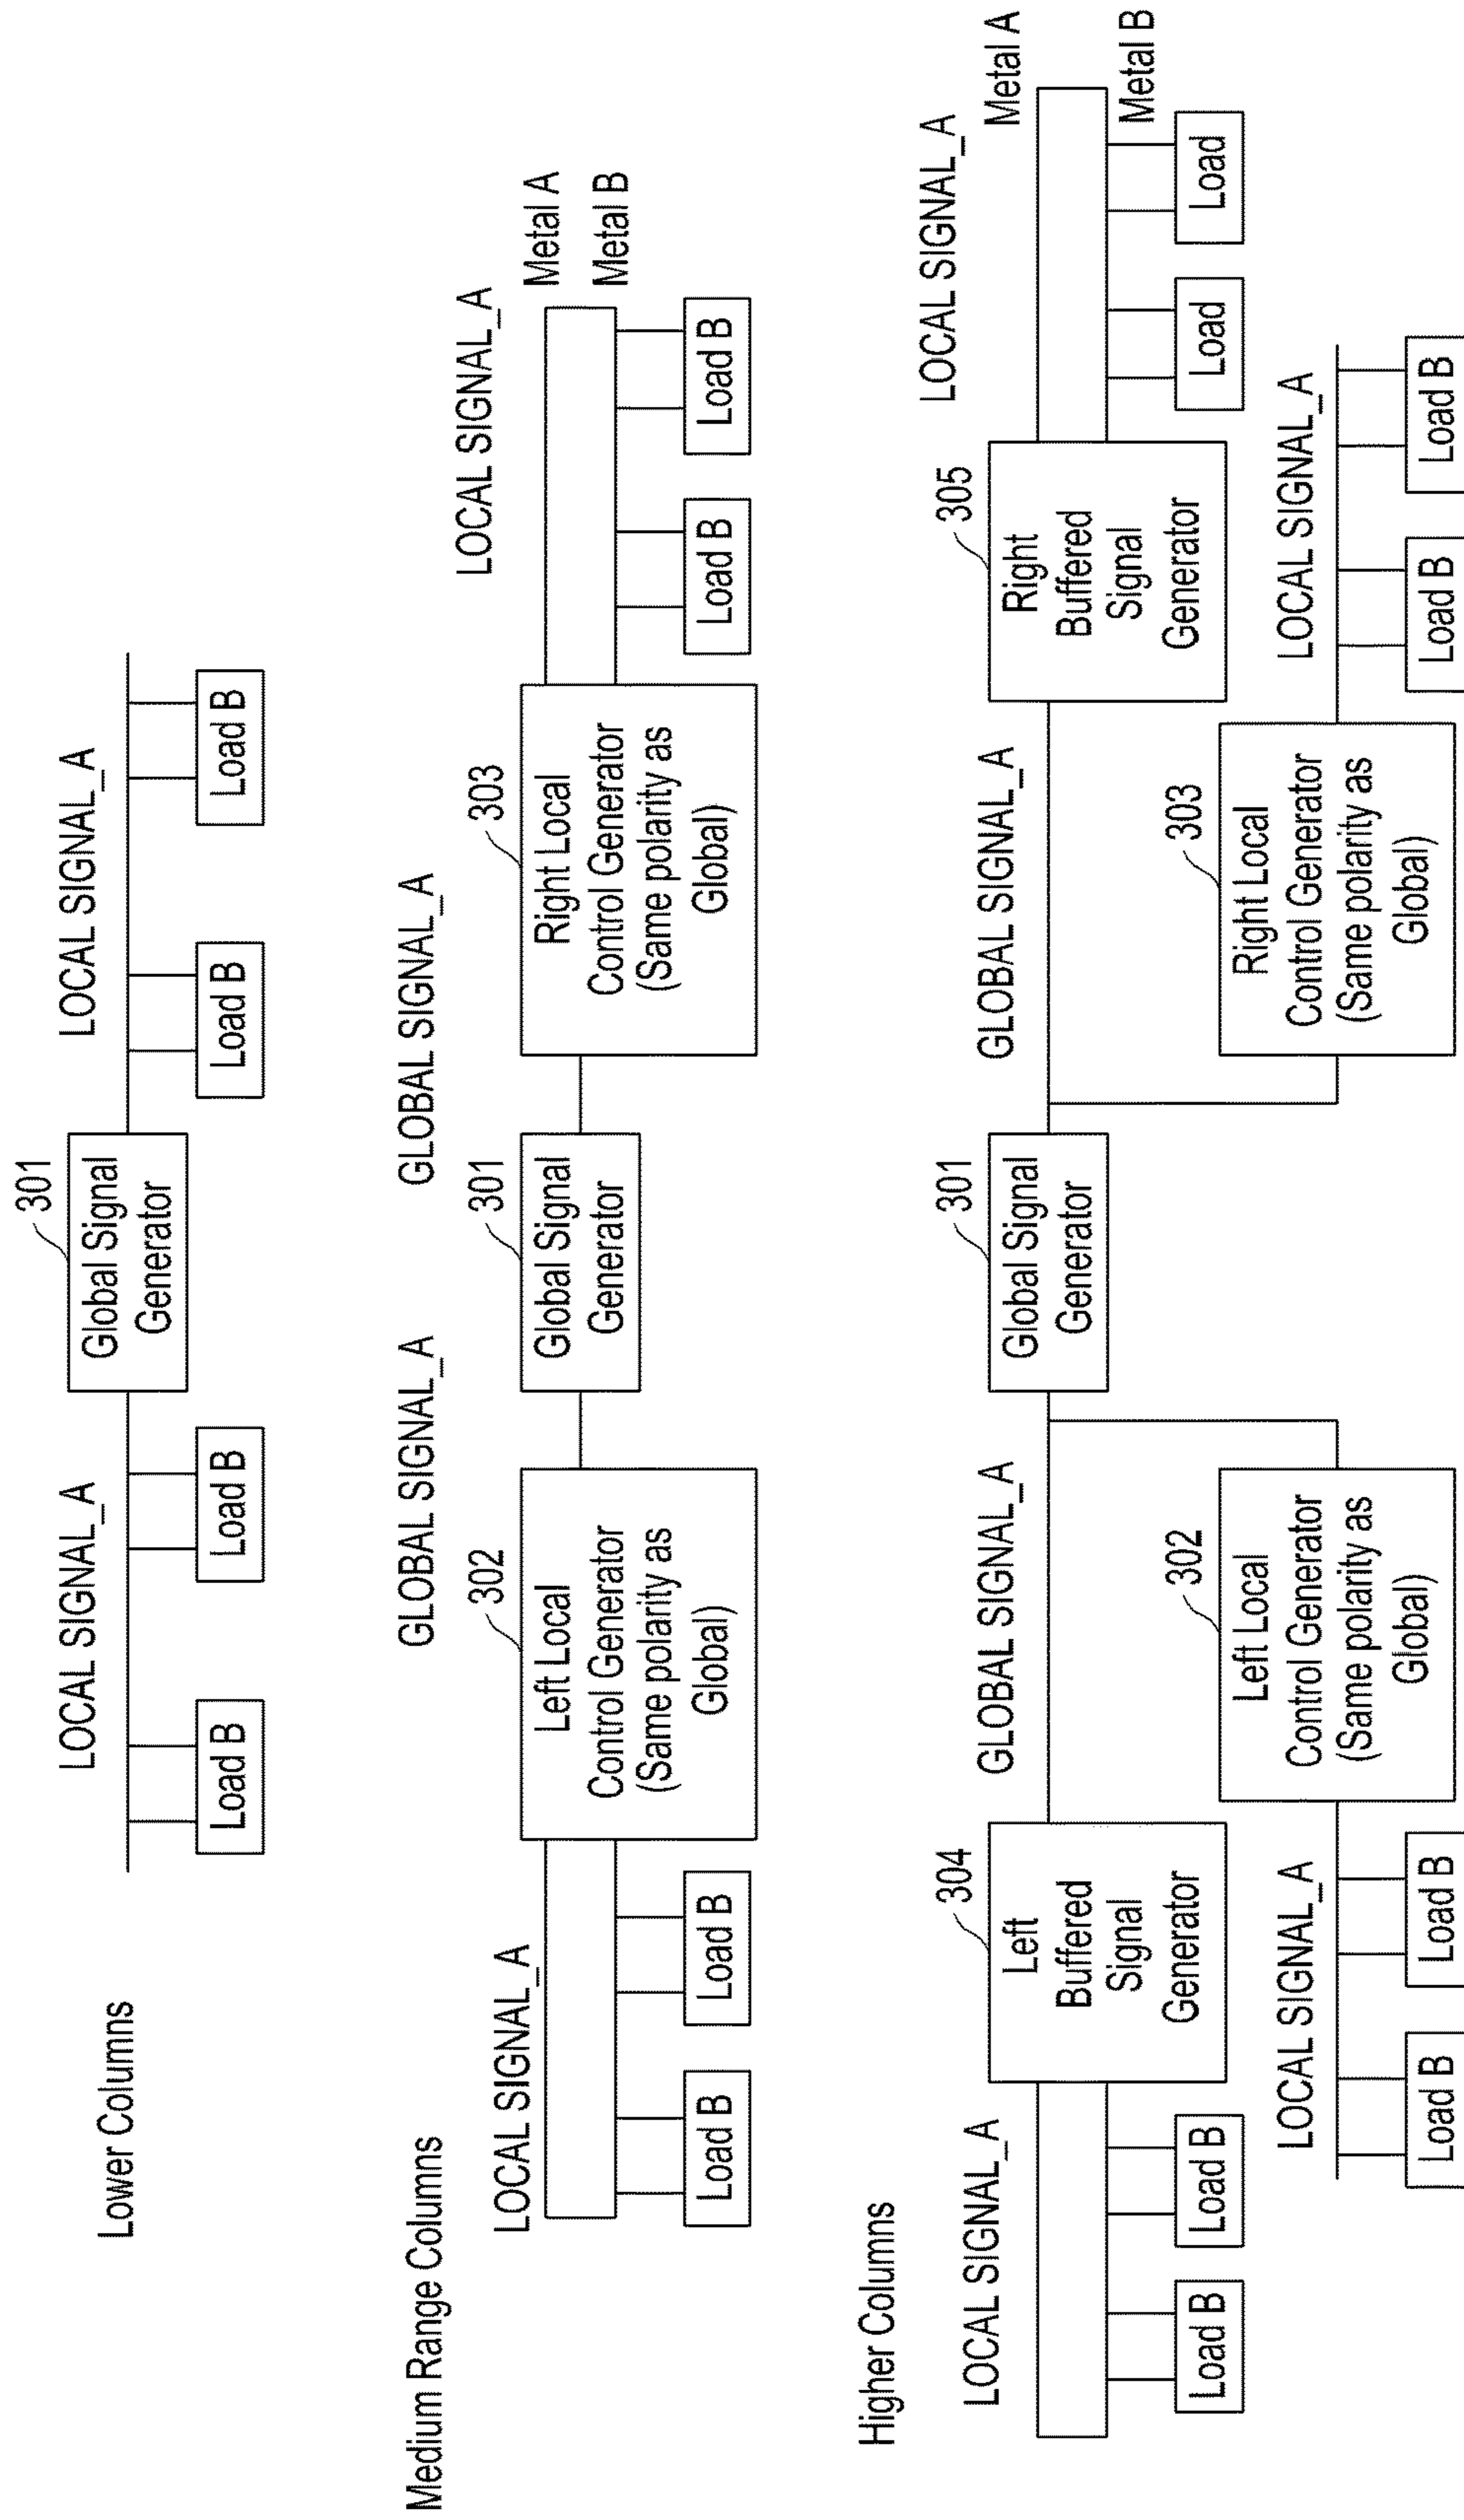 Lower Columns
LOCAL SIGNAL_A
301
LOCAL SIGNAL_A
Global Signal
Generator
Load B
Load B
Load B
Load B
Medium Range Columns
GLOBAL SIGNAL_A
GLOBAL SIGNAL_A
LOCAL SIGNAL_A
302
301
303
LOCAL SIGNAL_A
Metal A
Metal B
Left Local
Control Generator
(Same polarity as
Global)
Global Signal
Generator
Right Local
Control Generator
(Same polarity as
Global)
Load B
Load B
Load B
Load B
Higher Columns
LOCAL SIGNAL_A
304
GLOBAL SIGNAL_A
301
GLOBAL SIGNAL_A
305
LOCAL SIGNAL_A
Metal A
Metal B
Left
Buffered
Signal
Generator
Global Signal
Generator
Right
Buffered
Signal
Generator
Load B
Load B
Load
Load
LOCAL SIGNAL_A
302
303
LOCAL SIGNAL_A
Left Local
Control Generator
(Same polarity as
Global)
Right Local
Control Generator
(Same polarity as
Global)
Load B
Load B
Load B
Load B